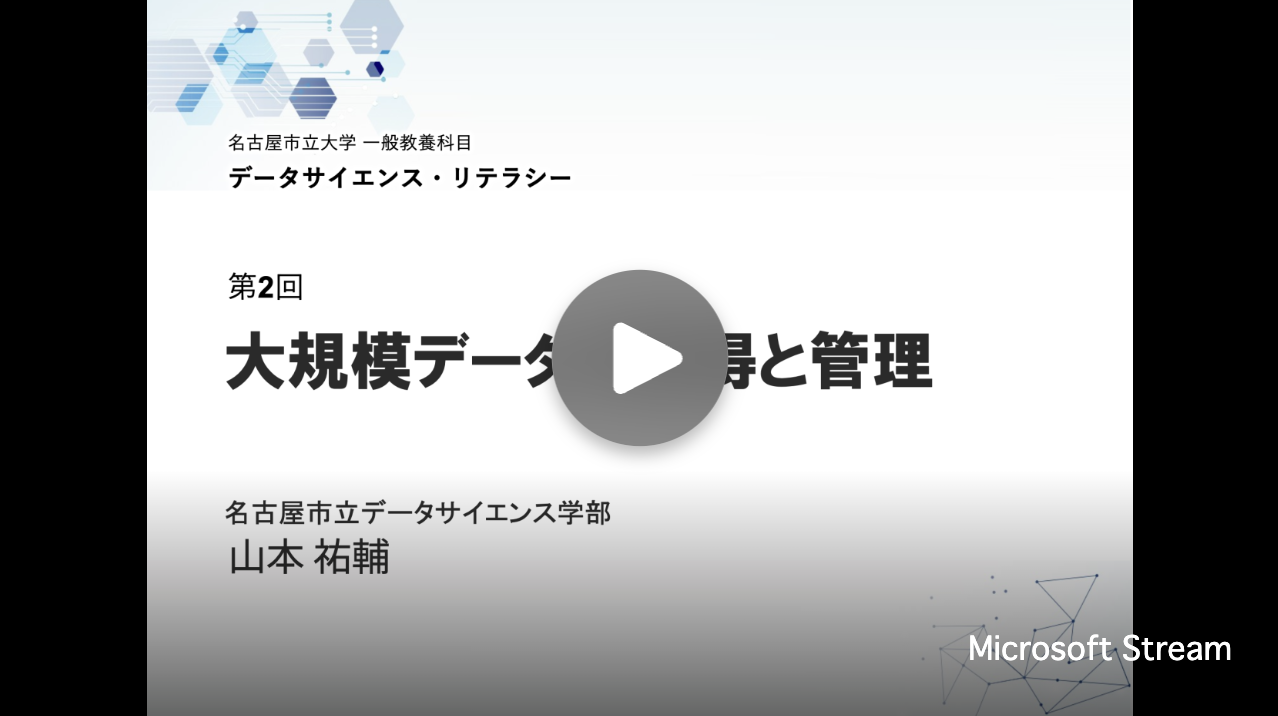 名古屋市立大学 一般教養科目
データサイエンス・リテラシー
第2回
大規模データ 得と管理
名古屋市立データサイエンス学部
山本 祐輔
Microsoft Stream